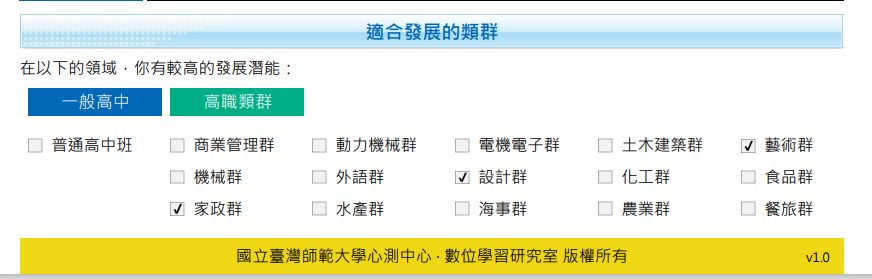 適合發展的類群
在以下的領域，你有較高的發展潛能：
一般高中 高職類群
普通高中班 商業管理群 動力機械群 電機電子群 土木建築群 藝術群
機械群 外語群 設計群 化工群 食品群
家政群 水產群 海事群 農業群 餐旅群
國立臺灣師範大學心測中心‧數位學習研究室 版權所有 v1.0